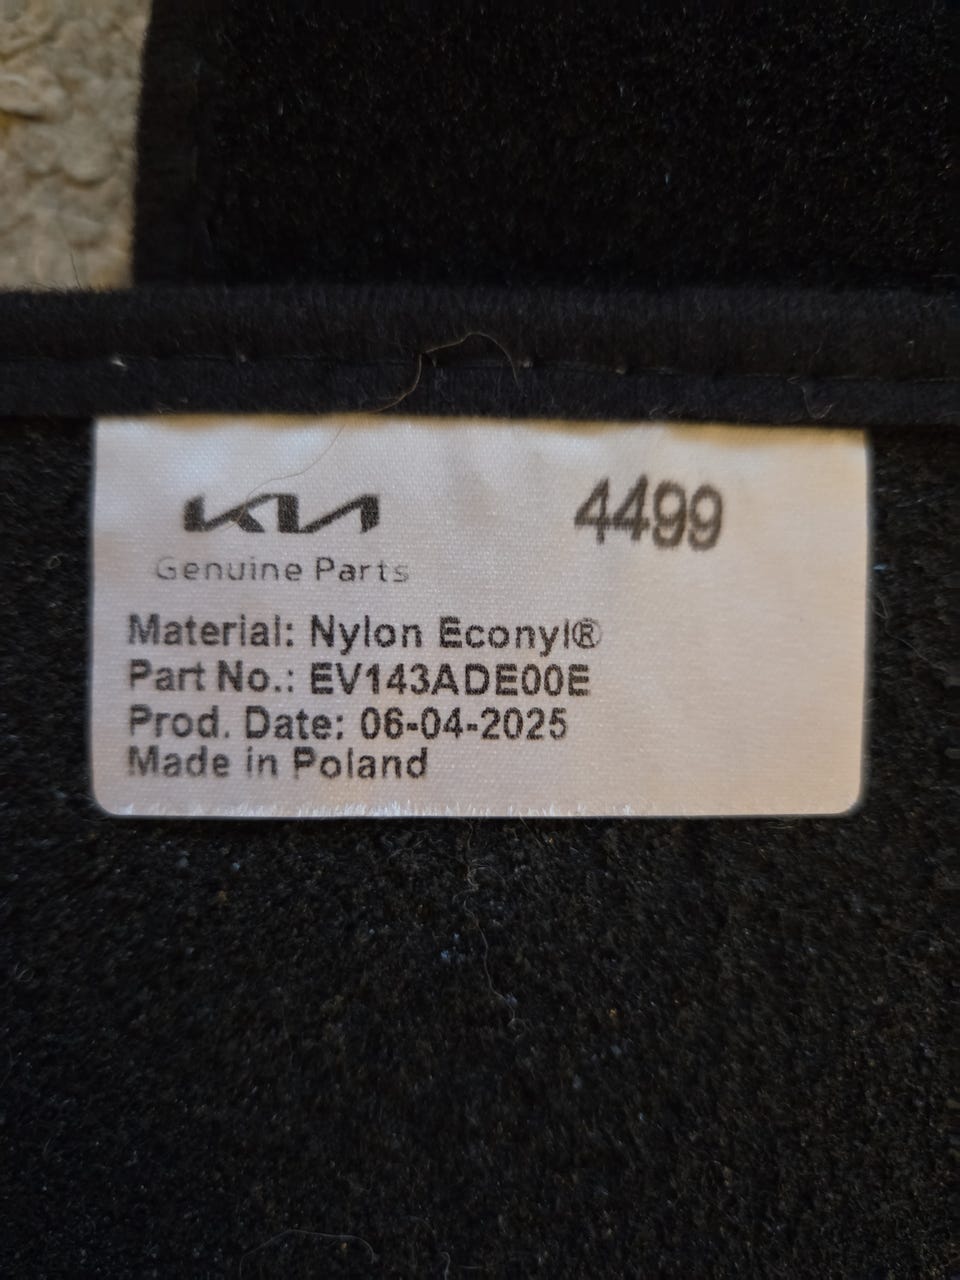 KIA 4499
Genuine Parts
Material: Nylon Econyl®
Part No.: EV143ADE00E
Prod. Date: 06-04-2025
Made in Poland